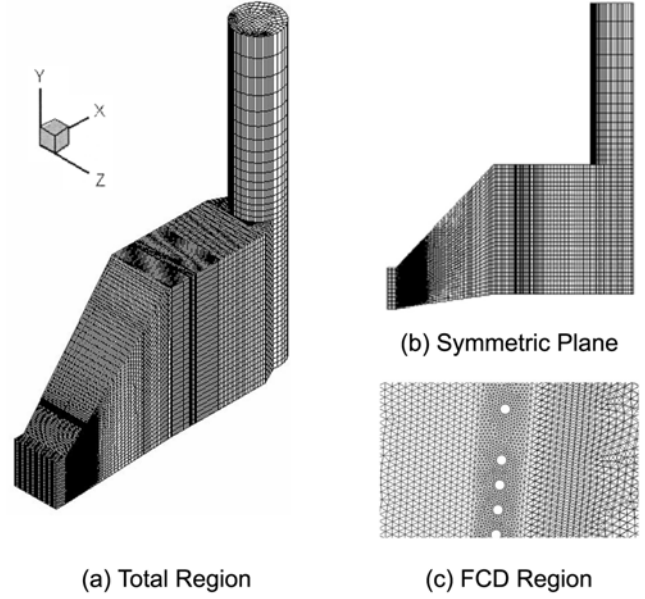 Y
X
Z
(b) Symmetric Plane
(a) Total Region
(c) FCD Region